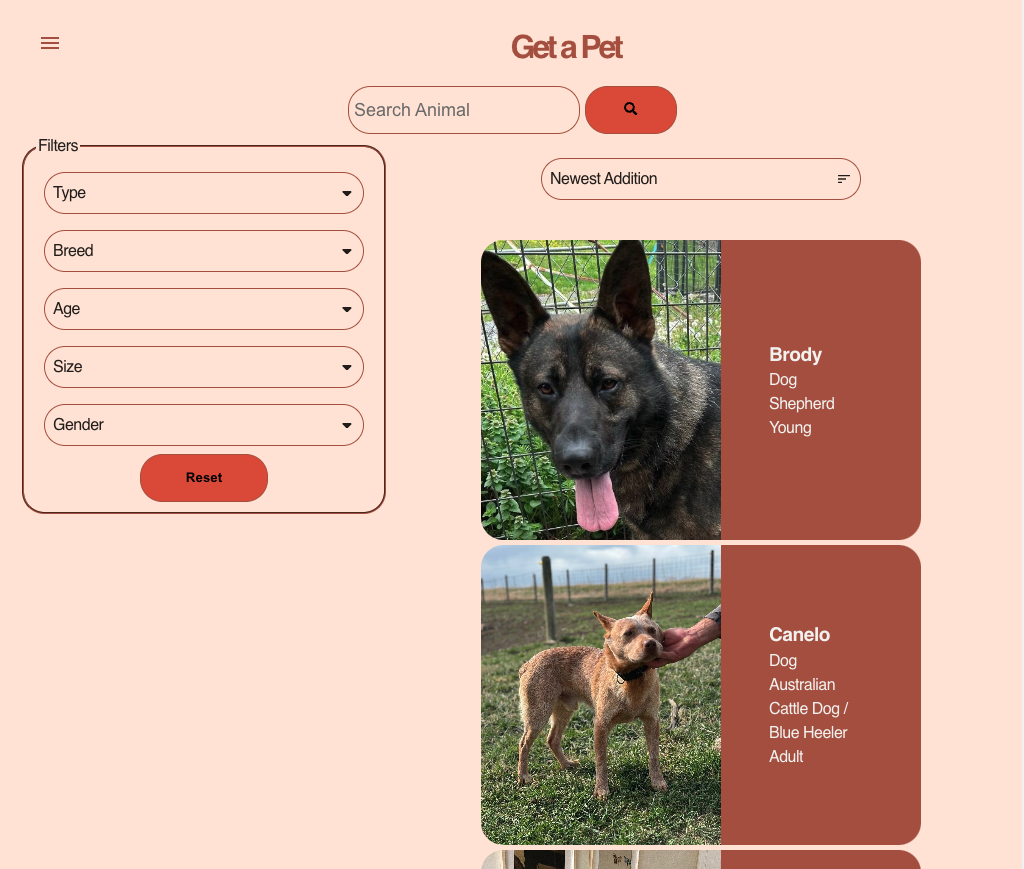 Get a Pet
Search Animal
Filters
Type
Breed
Age
Size
Gender
Reset
Newest Addition
Brody
Dog
Shepherd
Young
Canelo
Dog
Australian
Cattle Dog /
Blue Heeler
Adult